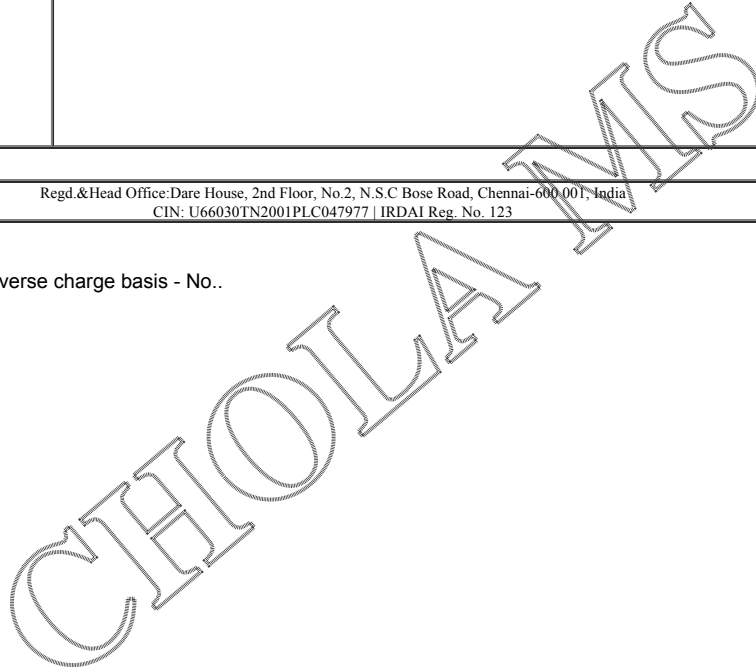 Regd.&Head Office:Dare House, 2nd Floor, No.2, N.S.C Bose Road, Chennai-600 001, India
CIN: U66030TN2001PLC047977 | IRDAI Reg. No. 123
verse charge basis - No..
CHOLA MS